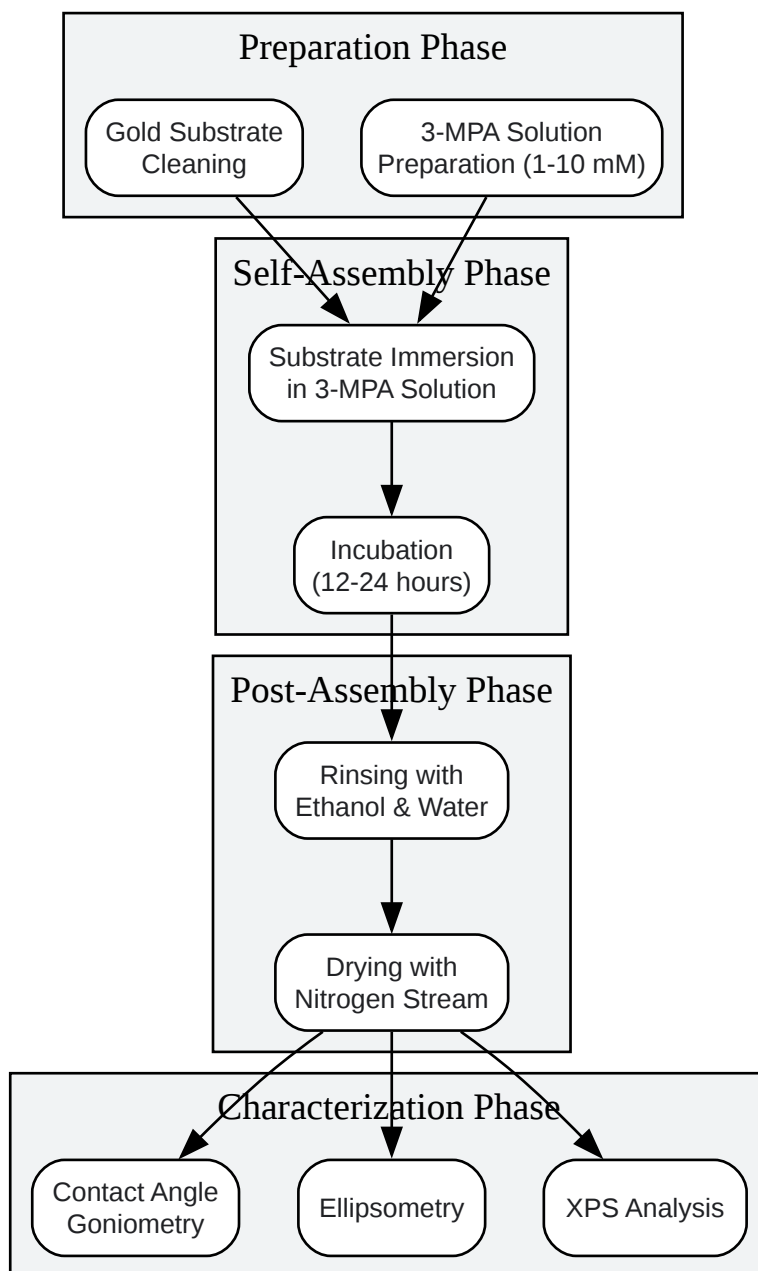 Preparation Phase
Gold Substrate
Cleaning
3-MPA Solution
Preparation (1-10 mM)
Self-Assembly Phase
Substrate Immersion
in 3-MPA Solution
Incubation
(12-24 hours)
Post-Assembly Phase
Rinsing with
Ethanol & Water
Drying with
Nitrogen Stream
Characterization Phase
Contact Angle
Goniometry
Ellipsometry
XPS Analysis